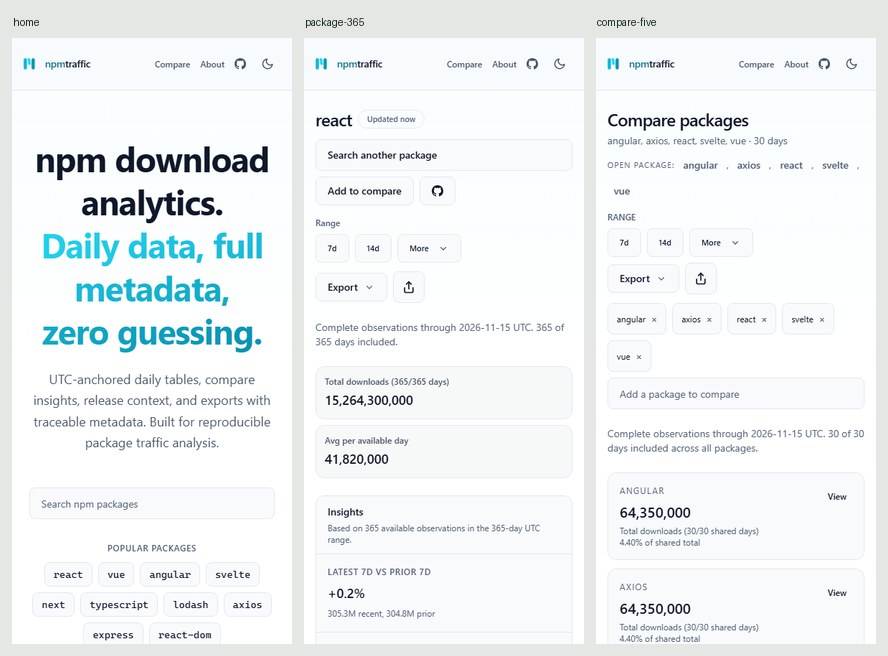 home
npmtraffic
Compare
About
npm download
analytics.
Daily data, full
metadata,
zero guessing.
UTC-anchored daily tables, compare
insights, release context, and exports with
traceable metadata. Built for reproducible
package traffic analysis.
Search npm packages
POPULAR PACKAGES
react
vue
angular
svelte
next
typescript
lodash
axios
express
react-dom
package-365
npmtraffic
Compare
About
react
Updated now
Search another package
Add to compare
Range
7d
14d
More
Export
Complete observations through 2026-11-15 UTC. 365 of
365 days included.
Total downloads (365/365 days)
15,264,300,000
Avg per available day
41,820,000
Insights
Based on 365 available observations in the 365-day UTC
range.
LATEST 7D VS PRIOR 7D
+0.2%
305.3M recent, 304.8M prior
compare-five
npmtraffic
Compare
About
Compare packages
angular, axios, react, svelte, vue · 30 days
OPEN PACKAGE: angular , axios , react , svelte ,
vue
RANGE
7d
14d
More
Export
angular ×
axios ×
react ×
svelte ×
vue ×
Add a package to compare
Complete observations through 2026-11-15 UTC. 30 of 30
days included across all packages.
ANGULAR
View
64,350,000
Total downloads (30/30 shared days)
4.40% of shared total
AXIOS
View
64,350,000
Total downloads (30/30 shared days)
4.40% of shared total